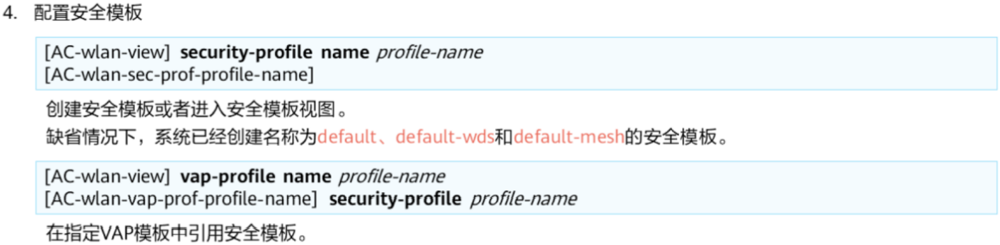 4. 配置安全模板
[AC-wlan-view] security-profile name profile-name
[AC-wlan-sec-prof-profile-name]
创建安全模板或者进入安全模板视图。
缺省情况下，系统已经创建名称为default、default-wds和default-mesh的安全模板。
[AC-wlan-view] vap-profile name profile-name
[AC-wlan-vap-prof-profile-name] security-profile profile-name
在指定VAP模板中引用安全模板。